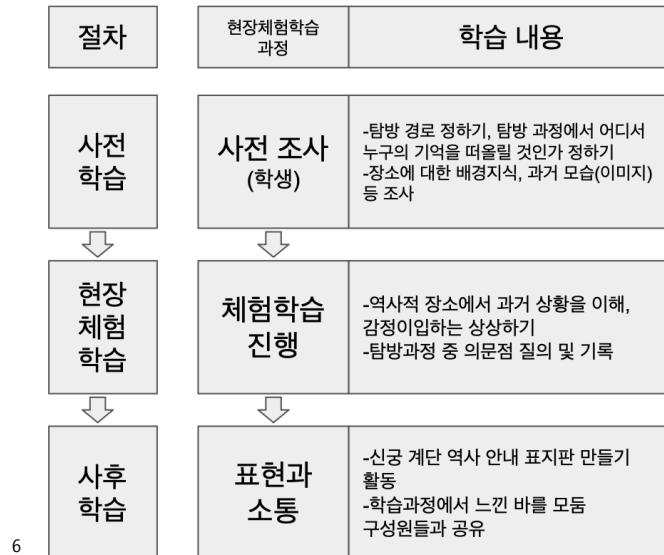 절차
현장체험학습
과정
학습 내용
사전
학습
사전 조사
(학생)
-탐방 경로 정하기, 탐방 과정에서 어디서
누구의 기억을 떠올릴 것인가 정하기
-장소에 대한 배경지식, 과거 모습(이미지)
등 조사
현장
체험
학습
체험학습
진행
-역사적 장소에서 과거 상황을 이해,
감정이입하는 상상하기
-탐방과정 중 의문점 질의 및 기록
사후
학습
표현과
소통
-신궁 계단 역사 안내 표지판 만들기
활동
-학습과정에서 느낀 바를 모둠
구성원들과 공유
6